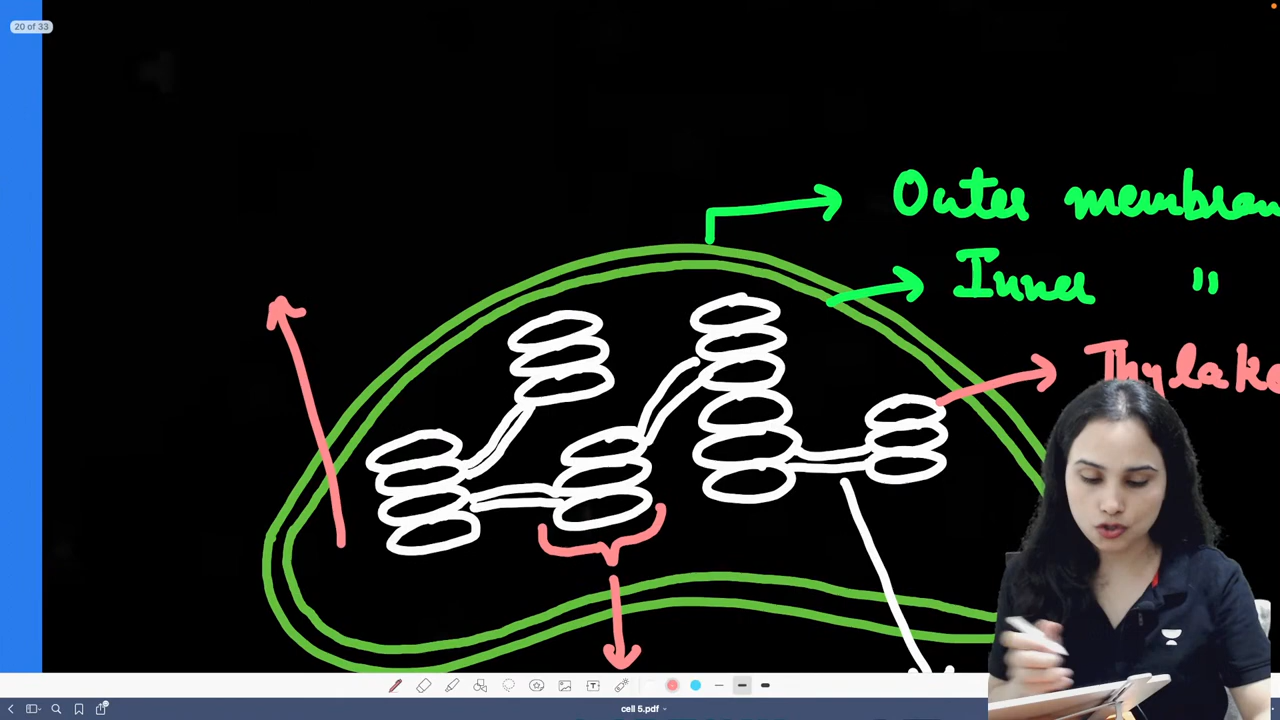 20 of 33
Outer membran
Inner "
Thylako
cell 5.pdf